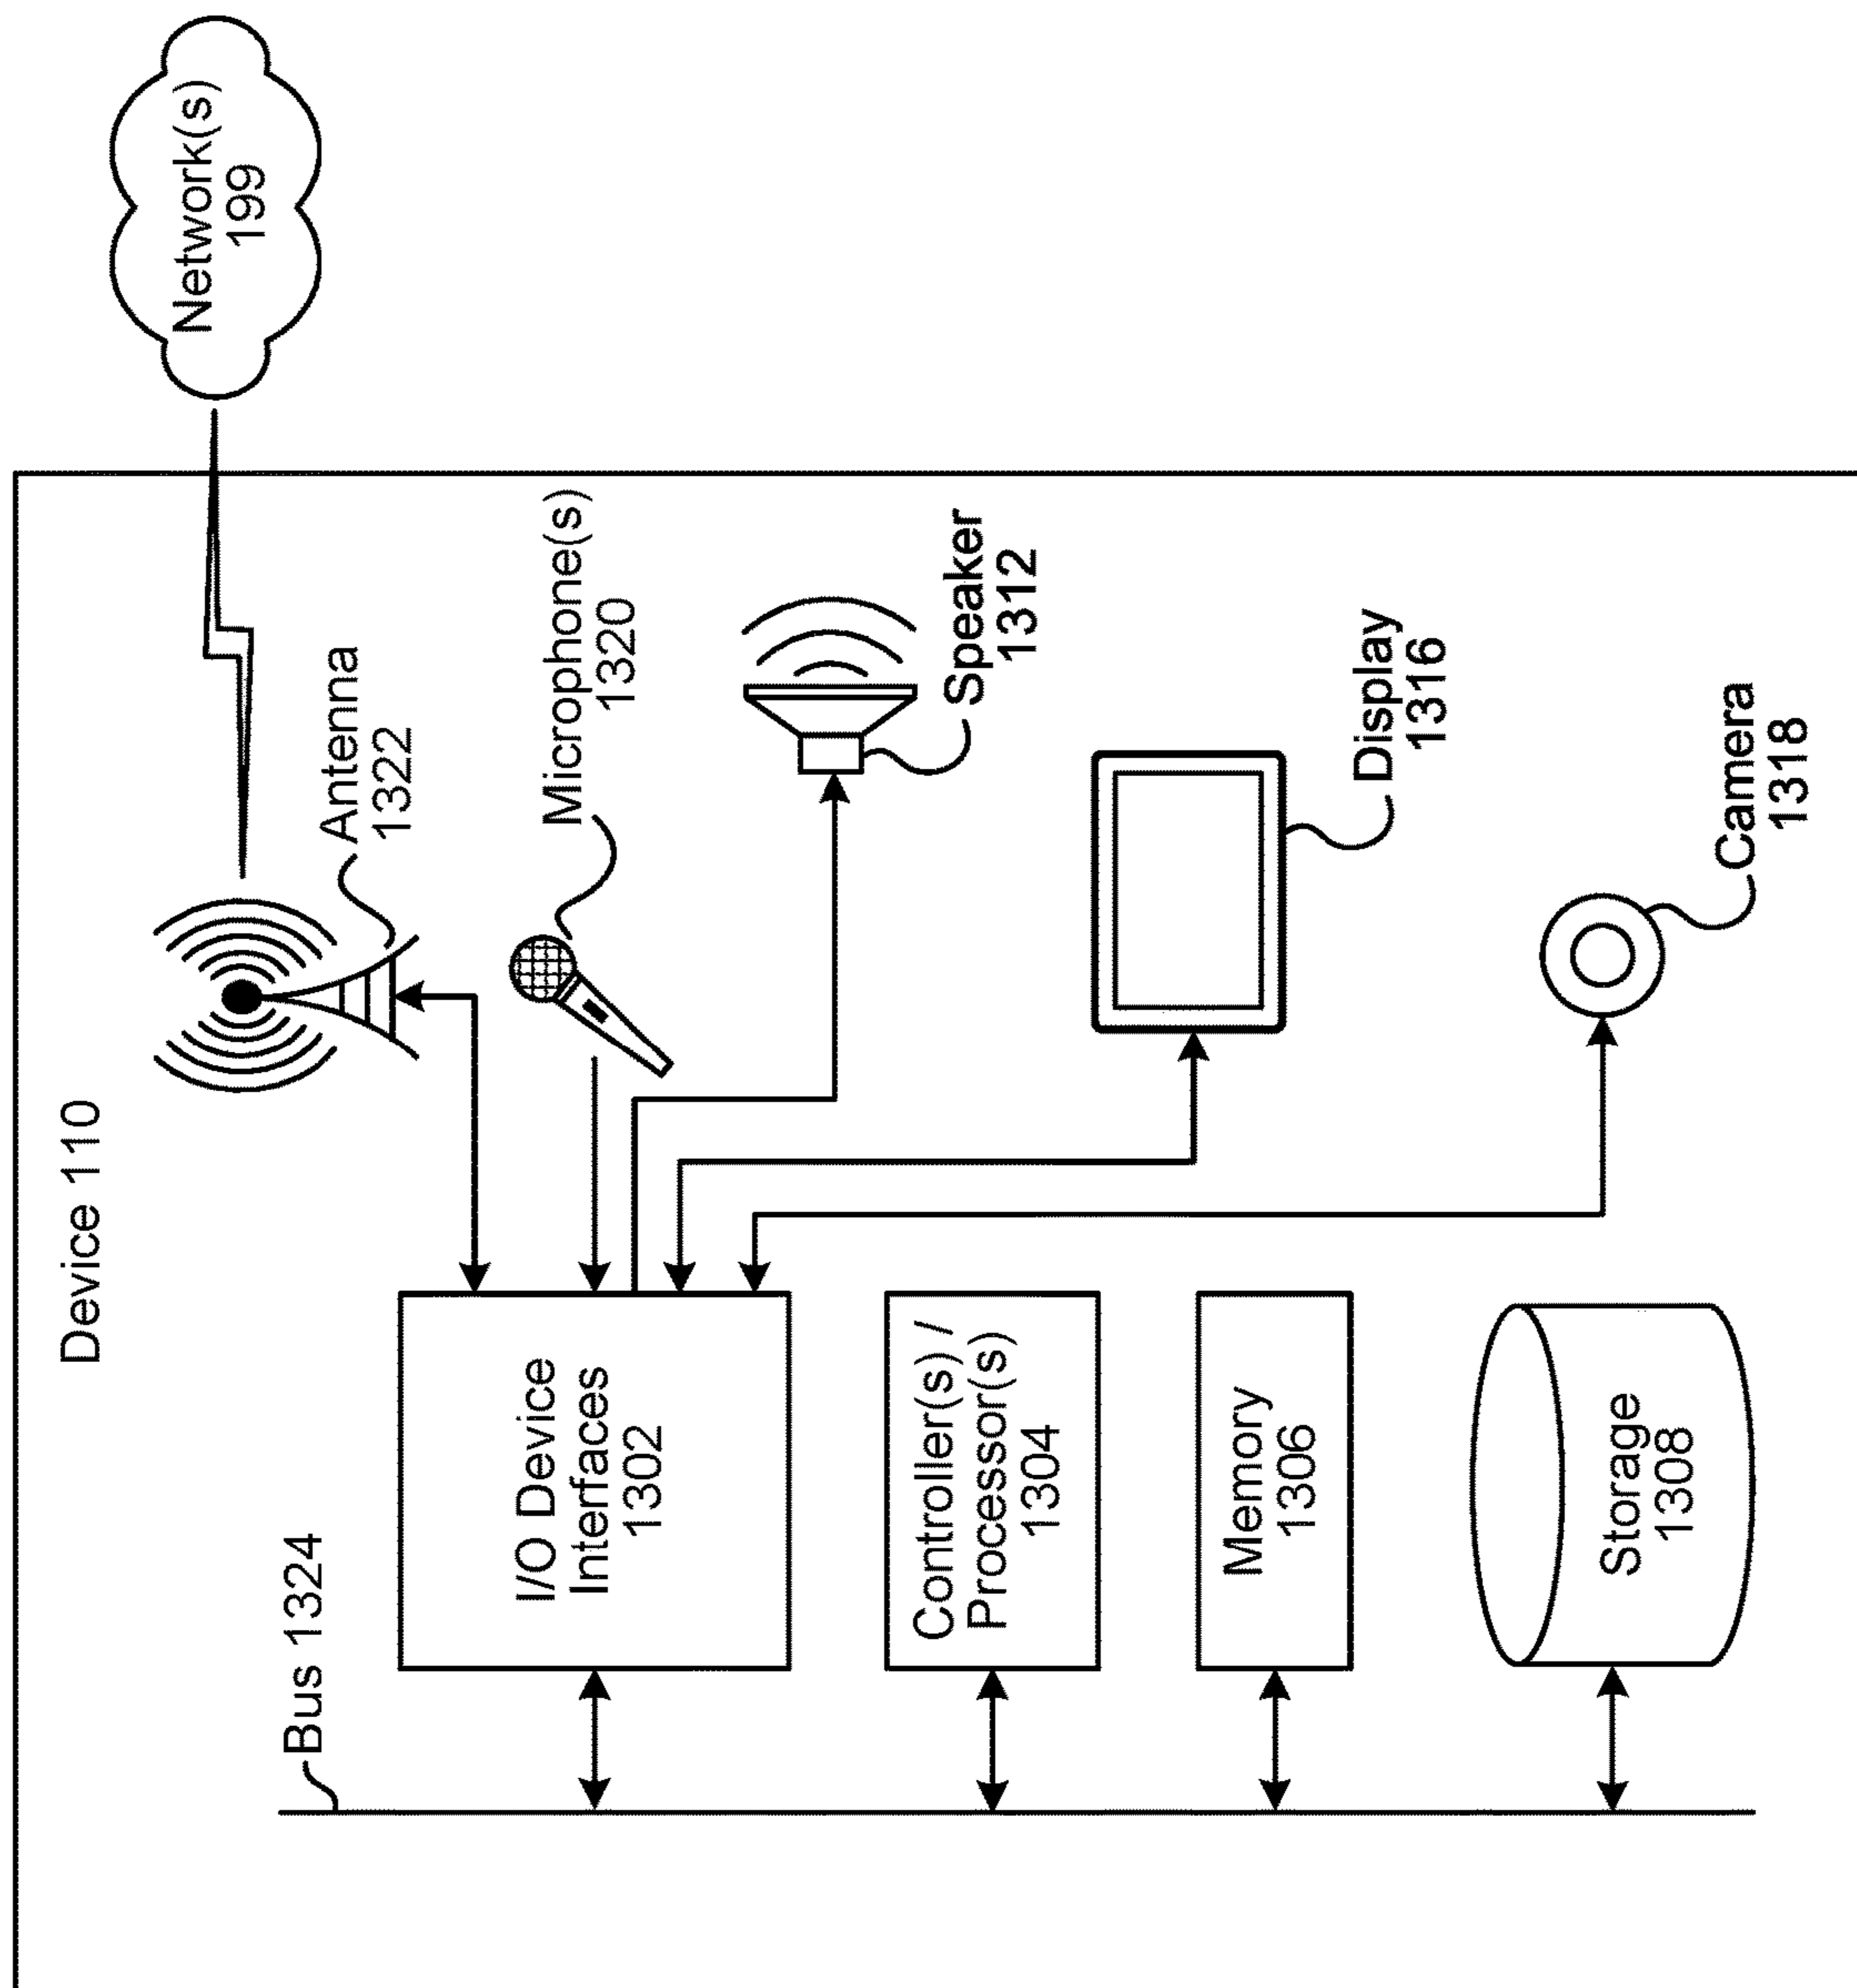 Device 110
Bus 1324
I/O Device
Interfaces
1302
Controller(s) /
Processor(s)
1304
Memory
1306
Storage
1308
Antenna
1322
Microphone(s)
1320
Speaker
1312
Display
1316
Camera
1318
Network(s)
199